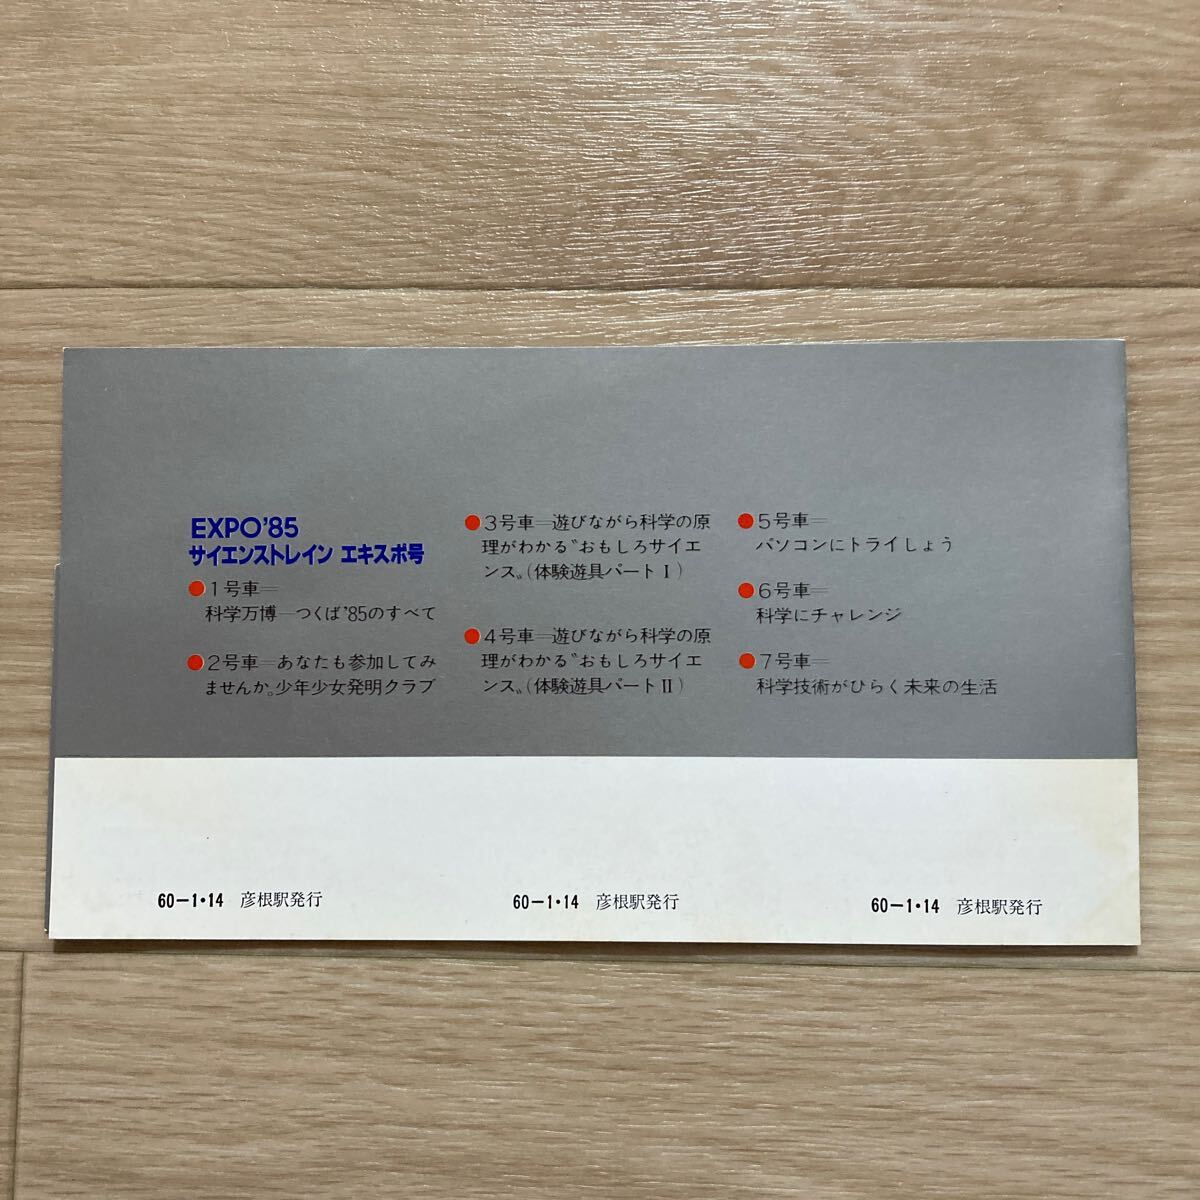 EXPO'85
サイエンストレイン エキスポ号
●1号車＝
科学万博―つくば'85のすべて
●2号車＝あなたも参加してみ
ませんか。少年少女発明クラブ
●3号車＝遊びながら科学の原
理がわかる〝おもしろサイエ
ンス〟(体験遊具パートⅠ)
●4号車＝遊びながら科学の原
理がわかる〝おもしろサイエ
ンス〟(体験遊具パートⅡ)
●5号車＝
パソコンにトライしょう
●6号車＝
科学にチャレンジ
●7号車＝
科学技術がひらく未来の生活
60－1・14 彦根駅発行
60－1・14 彦根駅発行
60－1・14 彦根駅発行